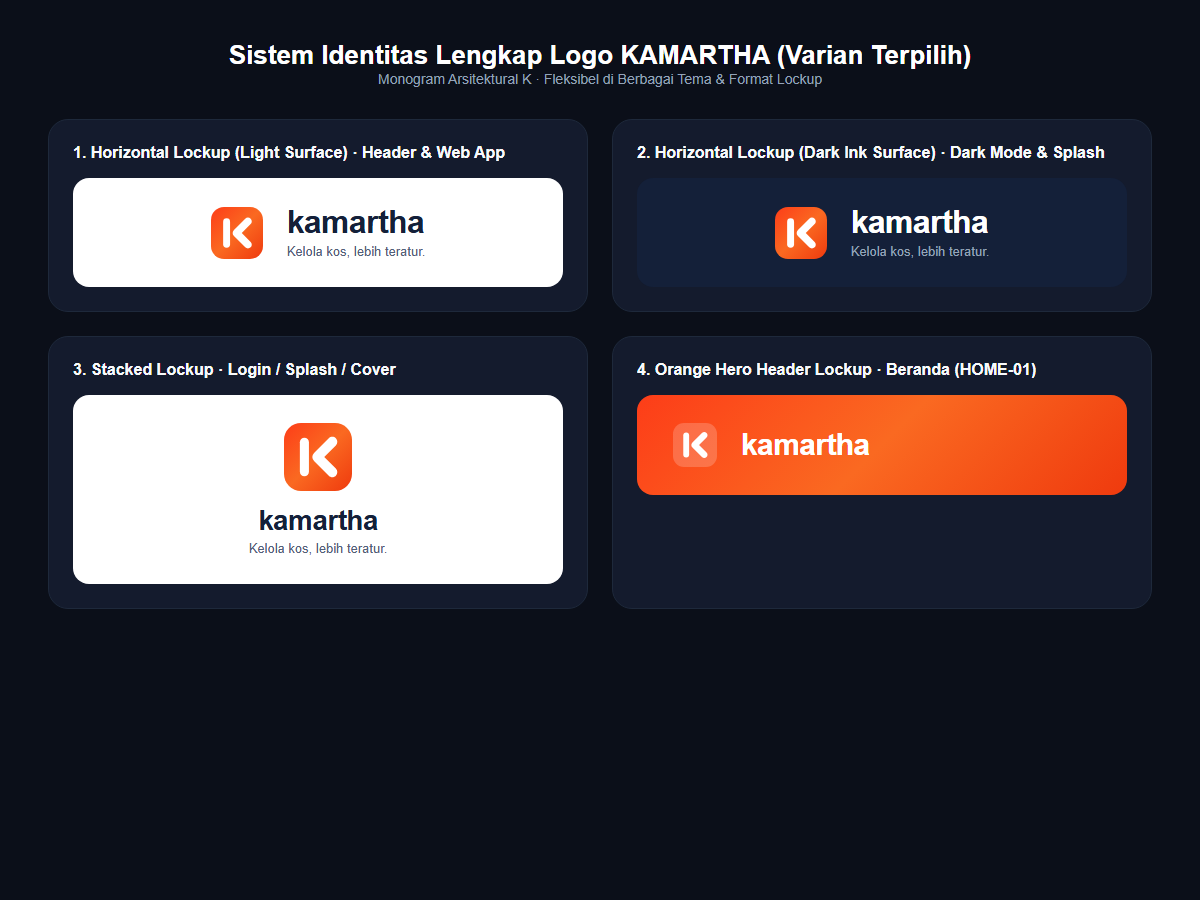 Sistem Identitas Lengkap Logo KAMARTHA (Varian Terpilih)
Monogram Arsitektural K · Fleksibel di Berbagai Tema & Format Lockup
1. Horizontal Lockup (Light Surface) · Header & Web App
K
kamartha
Kelola kos, lebih teratur.
2. Horizontal Lockup (Dark Ink Surface) · Dark Mode & Splash
K
kamartha
Kelola kos, lebih teratur.
3. Stacked Lockup · Login / Splash / Cover
K
kamartha
Kelola kos, lebih teratur.
4. Orange Hero Header Lockup · Beranda (HOME-01)
K
kamartha